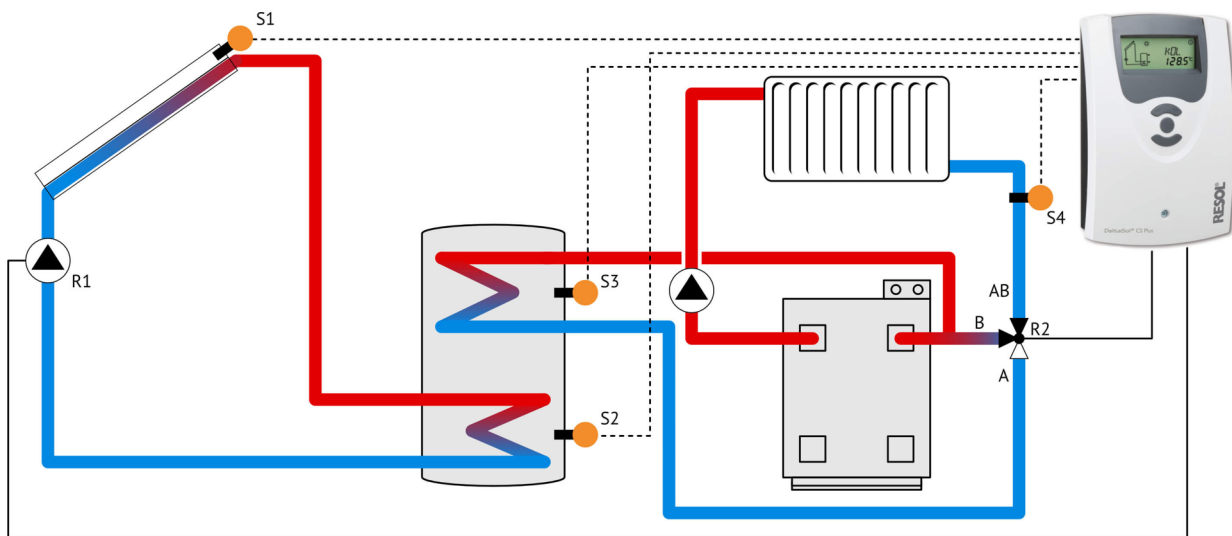 S1
KOL
128.5°C
RESOL®
DeltaSol® CS Plus
S4
R1
S3
AB
B
R2
A
S2